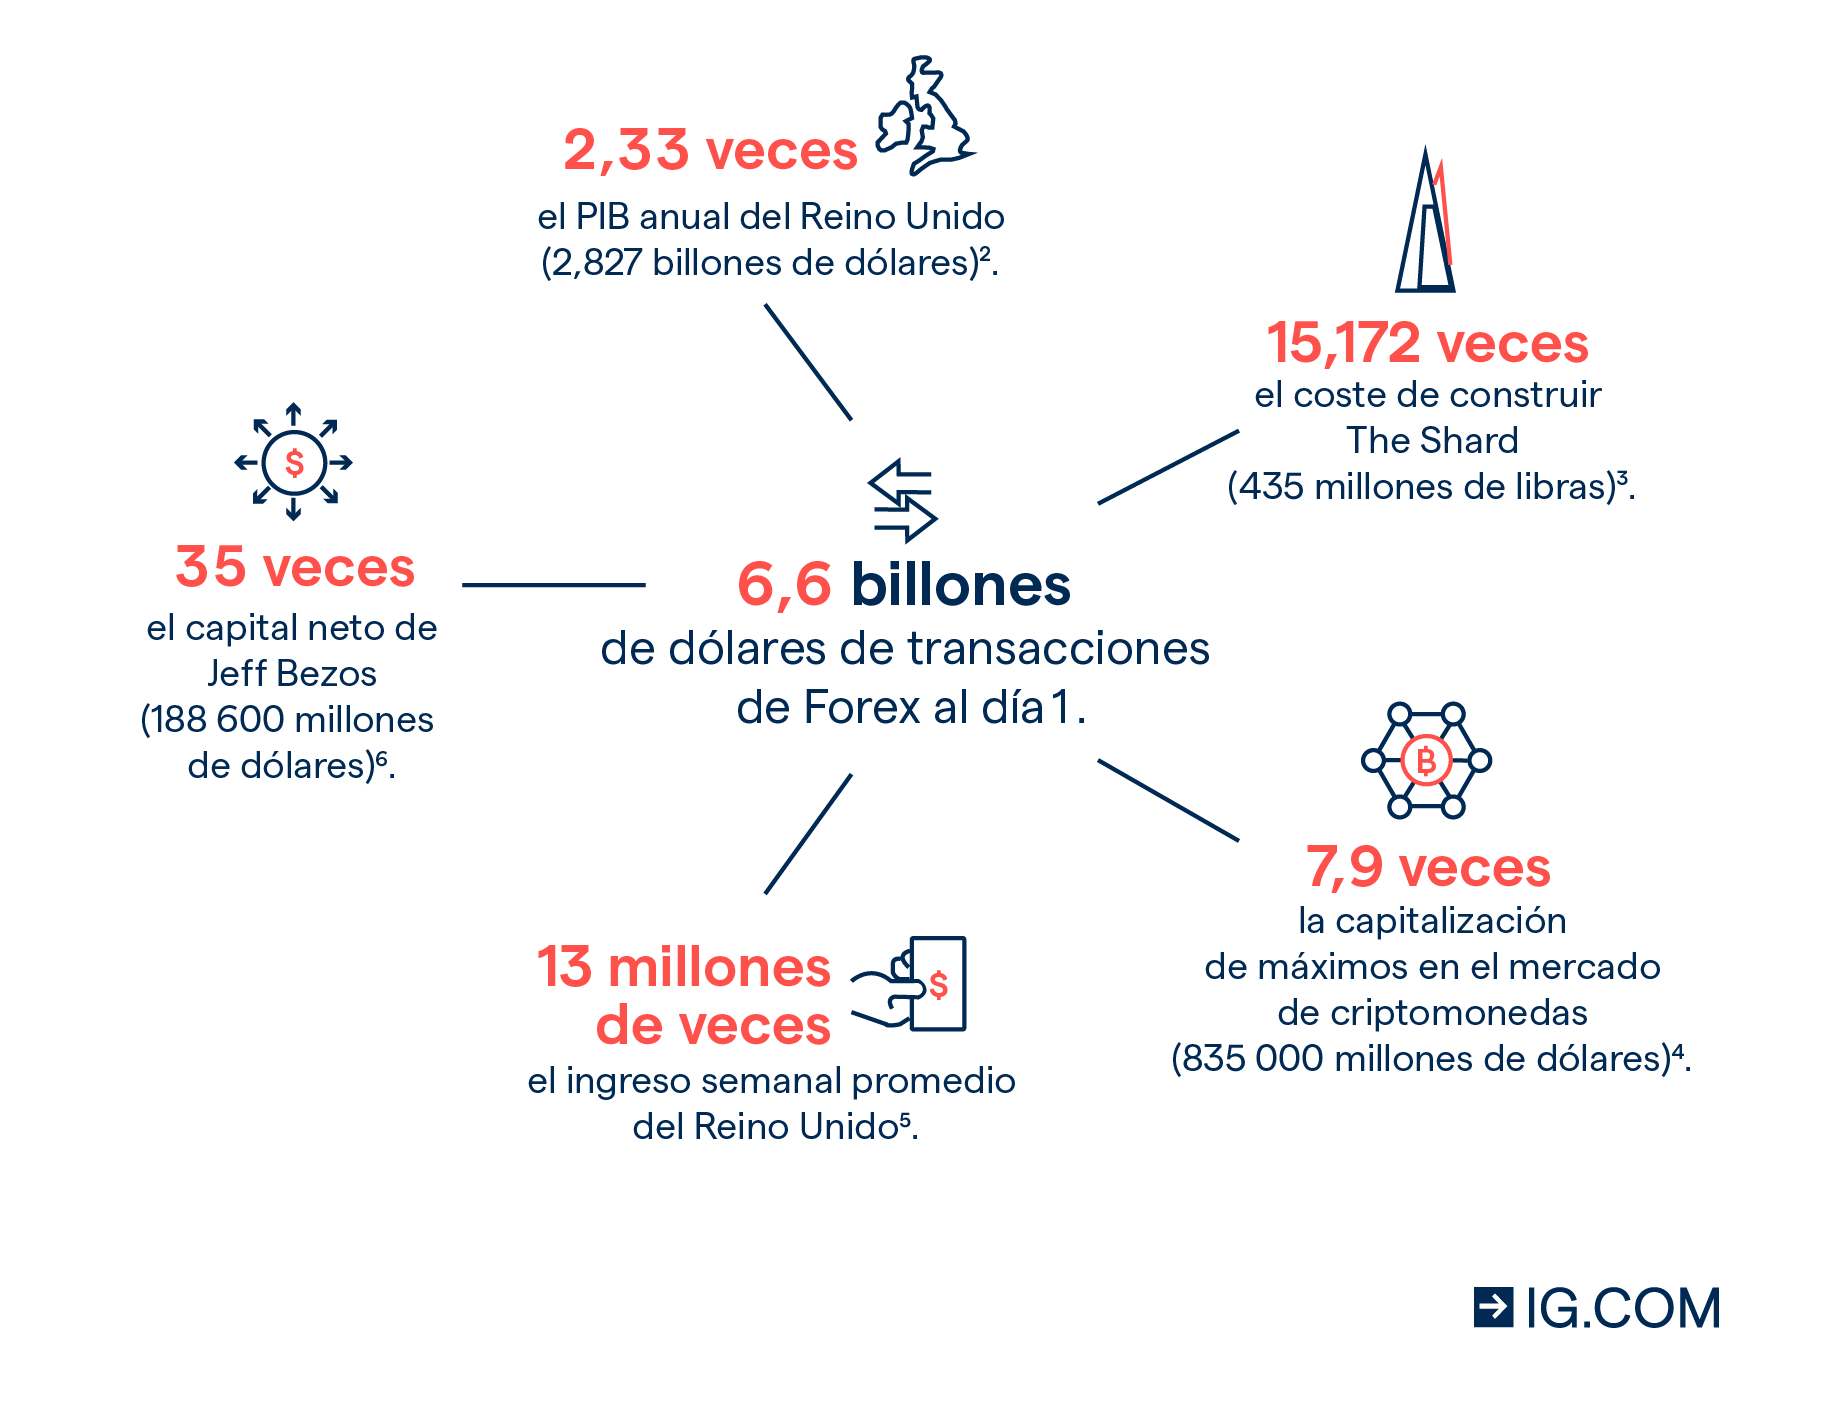 2,33 veces
el PIB anual del Reino Unido
(2,827 billones de dólares)².
15,172 veces
el coste de construir
The Shard
(435 millones de libras)³.
$
35 veces
el capital neto de
Jeff Bezos
(188 600 millones
de dólares)⁶.
6,6 billones
de dólares de transacciones
de Forex al día 1.
₿
7,9 veces
la capitalización
de máximos en el mercado
de criptomonedas
(835 000 millones de dólares)⁴.
13 millones
de veces
$
el ingreso semanal promedio
del Reino Unido⁵.
IG.COM